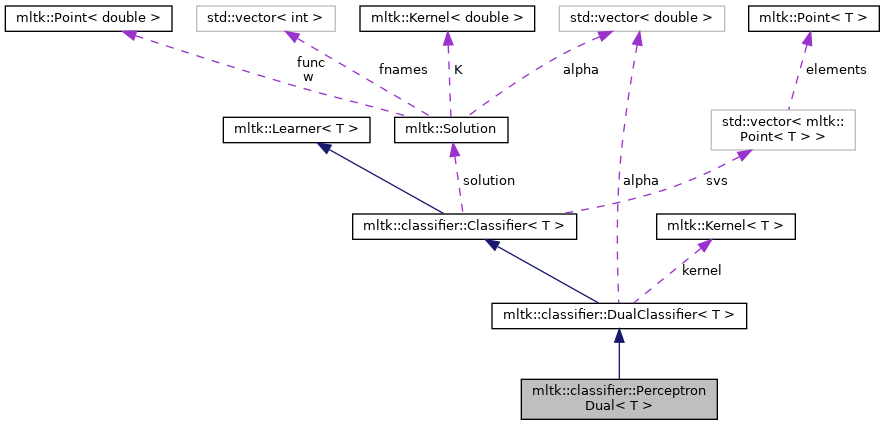 mltk::Point< double >
std::vector< int >
mltk::Kernel< double >
std::vector< double >
mltk::Point< T >
func
w
fnames
K
alpha
elements
mltk::Learner< T >
mltk::Solution
std::vector< mltk::
Point< T > >
solution
alpha
svs
mltk::classifier::Classifier< T >
mltk::Kernel< T >
kernel
mltk::classifier::DualClassifier< T >
mltk::classifier::Perceptron
Dual< T >